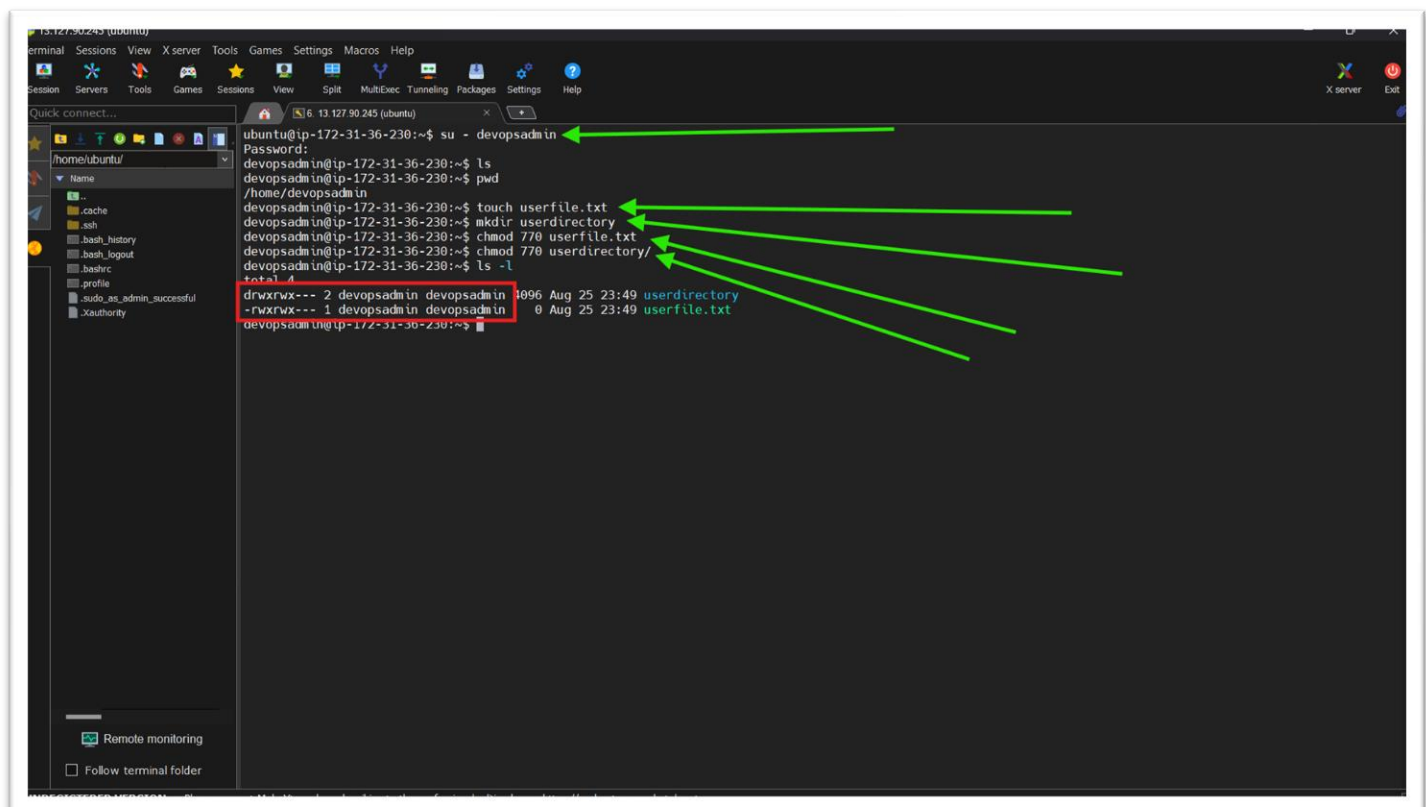 13.127.90.245 (ubuntu)
erminal Sessions View X server Tools Games Settings Macros Help
Session Servers Tools Games Sessions View Split MultiExec Tunneling Packages Settings Help X server Exit
Quick connect...
6. 13.127.90.245 (ubuntu)
/home/ubuntu/
Name
..
.cache
.ssh
.bash_history
.bash_logout
.bashrc
.profile
.sudo_as_admin_successful
.Xauthority
Remote monitoring
Follow terminal folder
ubuntu@ip-172-31-36-230:~$ su - devopsadmin
Password:
devopsadmin@ip-172-31-36-230:~$ ls
devopsadmin@ip-172-31-36-230:~$ pwd
/home/devopsadmin
devopsadmin@ip-172-31-36-230:~$ touch userfile.txt
devopsadmin@ip-172-31-36-230:~$ mkdir userdirectory
devopsadmin@ip-172-31-36-230:~$ chmod 770 userfile.txt
devopsadmin@ip-172-31-36-230:~$ chmod 770 userdirectory/
devopsadmin@ip-172-31-36-230:~$ ls -l
total 4
drwxrwx--- 2 devopsadmin devopsadmin 4096 Aug 25 23:49 userdirectory
-rwxrwx--- 1 devopsadmin devopsadmin 0 Aug 25 23:49 userfile.txt
devopsadmin@ip-172-31-36-230:~$